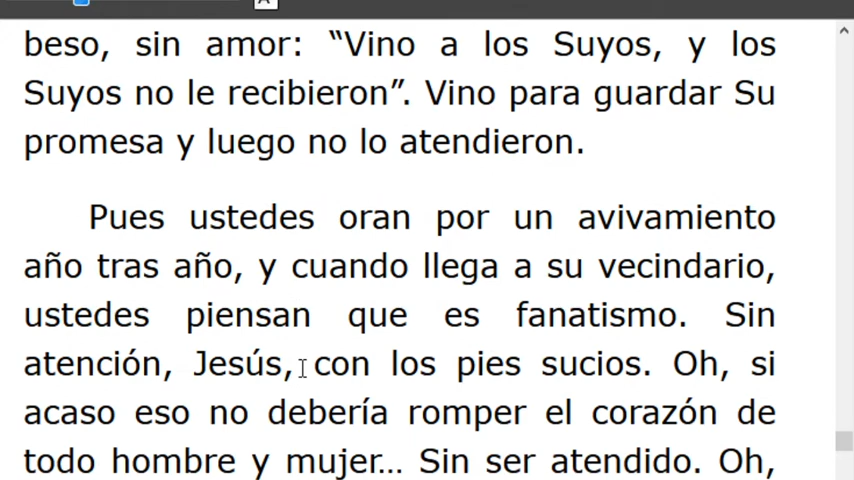 beso, sin amor: “Vino a los Suyos, y los
Suyos no le recibieron”. Vino para guardar Su
promesa y luego no lo atendieron.
Pues ustedes oran por un avivamiento
año tras año, y cuando llega a su vecindario,
ustedes piensan que es fanatismo. Sin
atención, Jesús, con los pies sucios. Oh, si
acaso eso no debería romper el corazón de
todo hombre y mujer... Sin ser atendido. Oh,